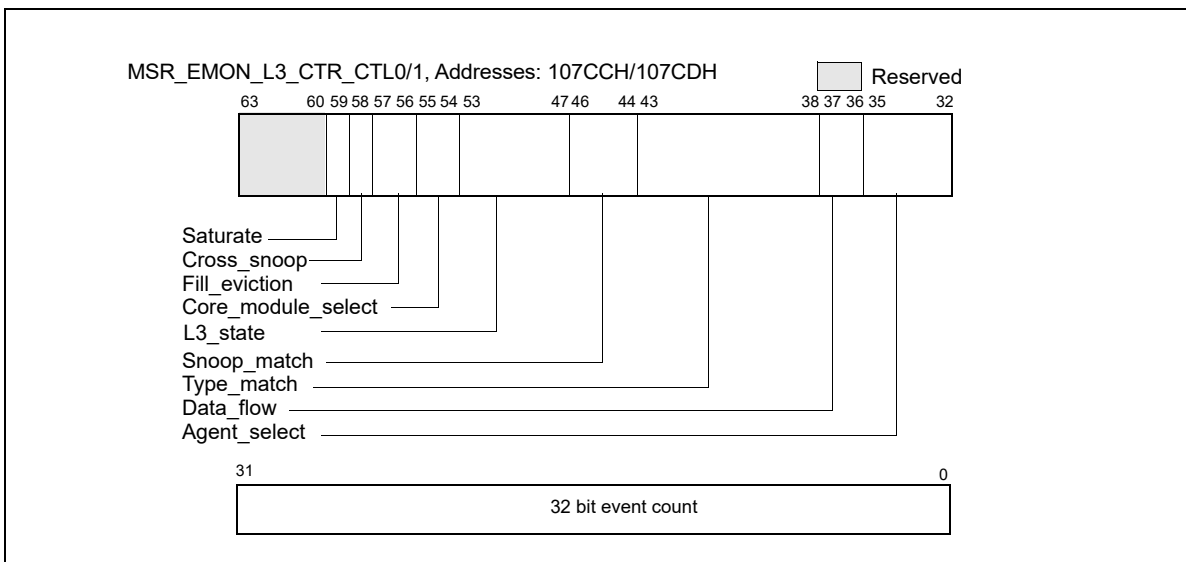 MSR_EMON_L3_CTR_CTL0/1, Addresses: 107CCH/107CDH
Reserved
63 60 59 58 57 56 55 54 53 47 46 44 43 38 37 36 35 32
Saturate
Cross_snoop
Fill_eviction
Core_module_select
L3_state
Snoop_match
Type_match
Data_flow
Agent_select
31 0
32 bit event count